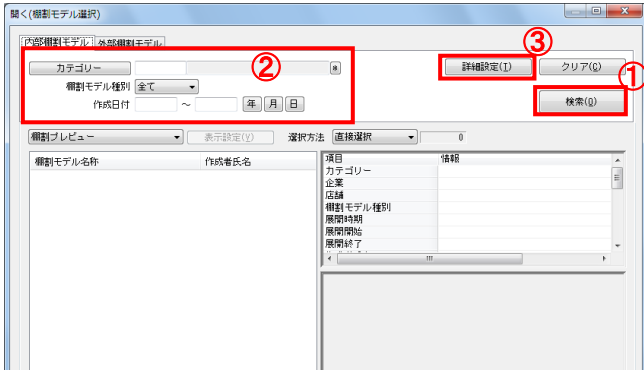 開く(棚割モデル選択)
内部棚割モデル 外部棚割モデル
③
カテゴリー ② * 詳細設定(I) クリア(C) ①
棚割モデル種別 全て
作成日付 ～ 年 月 日 検索(Q)
棚割プレビュー 表示設定(V) 選択方法 直接選択 0
棚割モデル名称 作成者氏名 項目 情報
カテゴリー
企業
店舗
棚割モデル種別
展開時期
展開開始
展開終了